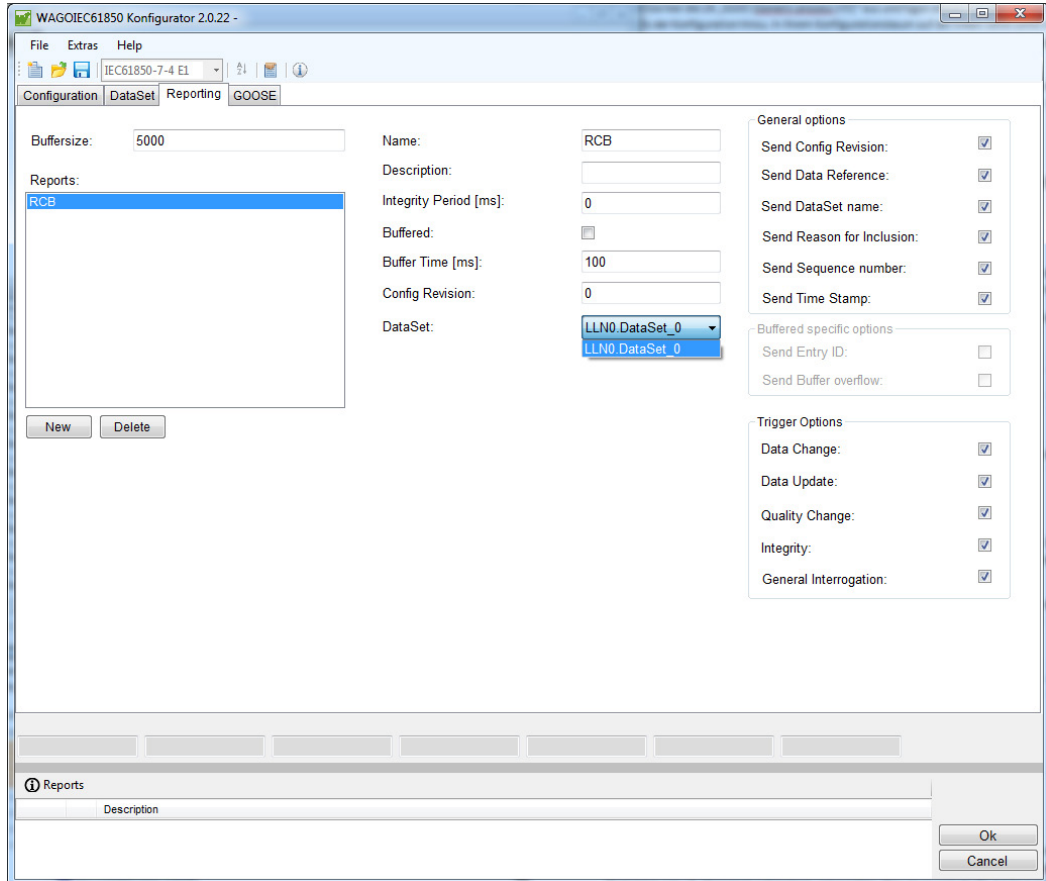 WAGOIEC61850 Konfigurator 2.0.22 -
File Extras Help
IEC61850-7-4 E1
Configuration DataSet Reporting GOOSE
Buffersize: 5000
Reports:
RCB
New Delete
Name: RCB
Description:
Integrity Period [ms]: 0
Buffered:
Buffer Time [ms]: 100
Config Revision: 0
DataSet: LLN0.DataSet_0
LLN0.DataSet_0
General options
Send Config Revision:
Send Data Reference:
Send DataSet name:
Send Reason for Inclusion:
Send Sequence number:
Send Time Stamp:
Buffered specific options
Send Entry ID:
Send Buffer overflow:
Trigger Options
Data Change:
Data Update:
Quality Change:
Integrity:
General Interrogation:
Reports
Description
Ok
Cancel